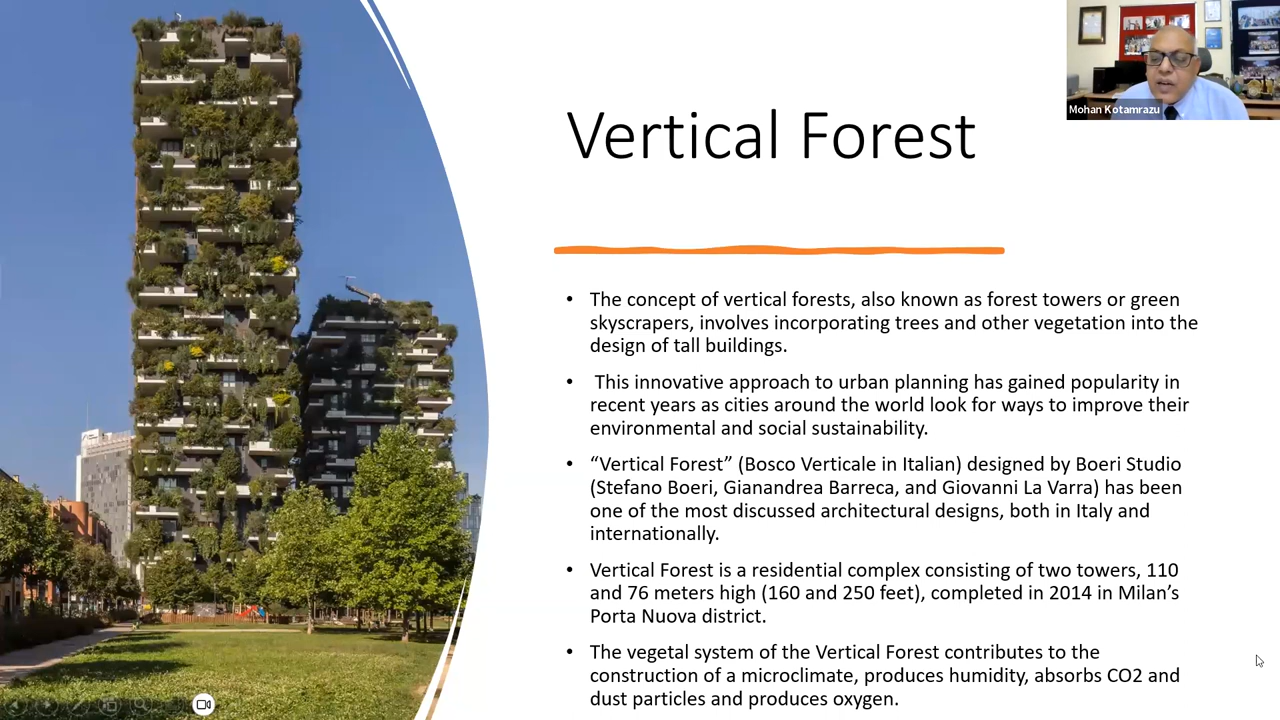 Mohan Kotamrazu
Vertical Forest
• The concept of vertical forests, also known as forest towers or green
skyscrapers, involves incorporating trees and other vegetation into the
design of tall buildings.
• This innovative approach to urban planning has gained popularity in
recent years as cities around the world look for ways to improve their
environmental and social sustainability.
• “Vertical Forest” (Bosco Verticale in Italian) designed by Boeri Studio
(Stefano Boeri, Gianandrea Barreca, and Giovanni La Varra) has been
one of the most discussed architectural designs, both in Italy and
internationally.
• Vertical Forest is a residential complex consisting of two towers, 110
and 76 meters high (160 and 250 feet), completed in 2014 in Milan’s
Porta Nuova district.
• The vegetal system of the Vertical Forest contributes to the
construction of a microclimate, produces humidity, absorbs CO2 and
dust particles and produces oxygen.